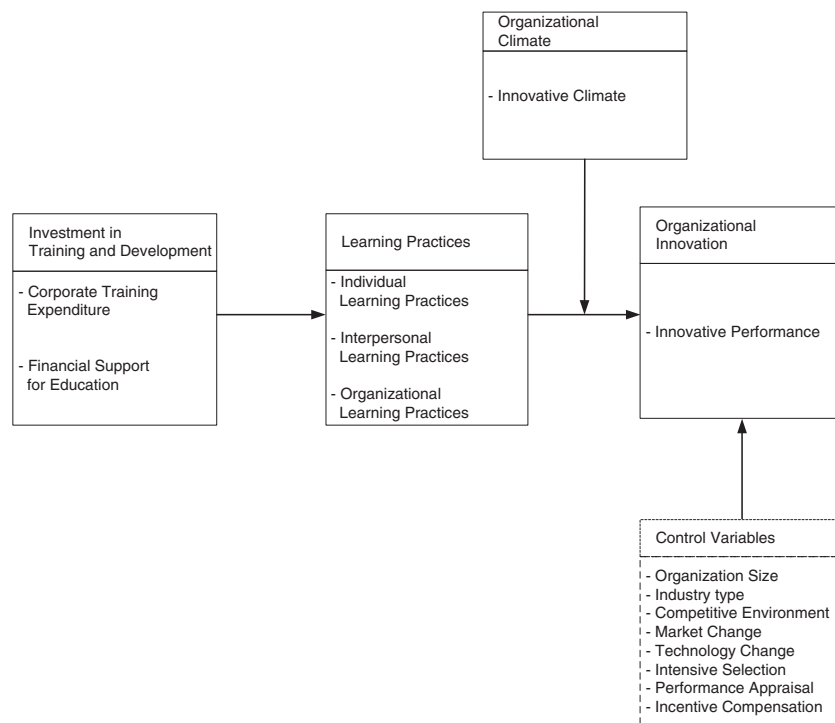 Organizational
Climate
- Innovative Climate
Investment in
Training and Development
- Corporate Training
Expenditure
- Financial Support
for Education
Learning Practices
- Individual
Learning Practices
- Interpersonal
Learning Practices
- Organizational
Learning Practices
Organizational
Innovation
- Innovative Performance
Control Variables
- Organization Size
- Industry type
- Competitive Environment
- Market Change
- Technology Change
- Intensive Selection
- Performance Appraisal
- Incentive Compensation